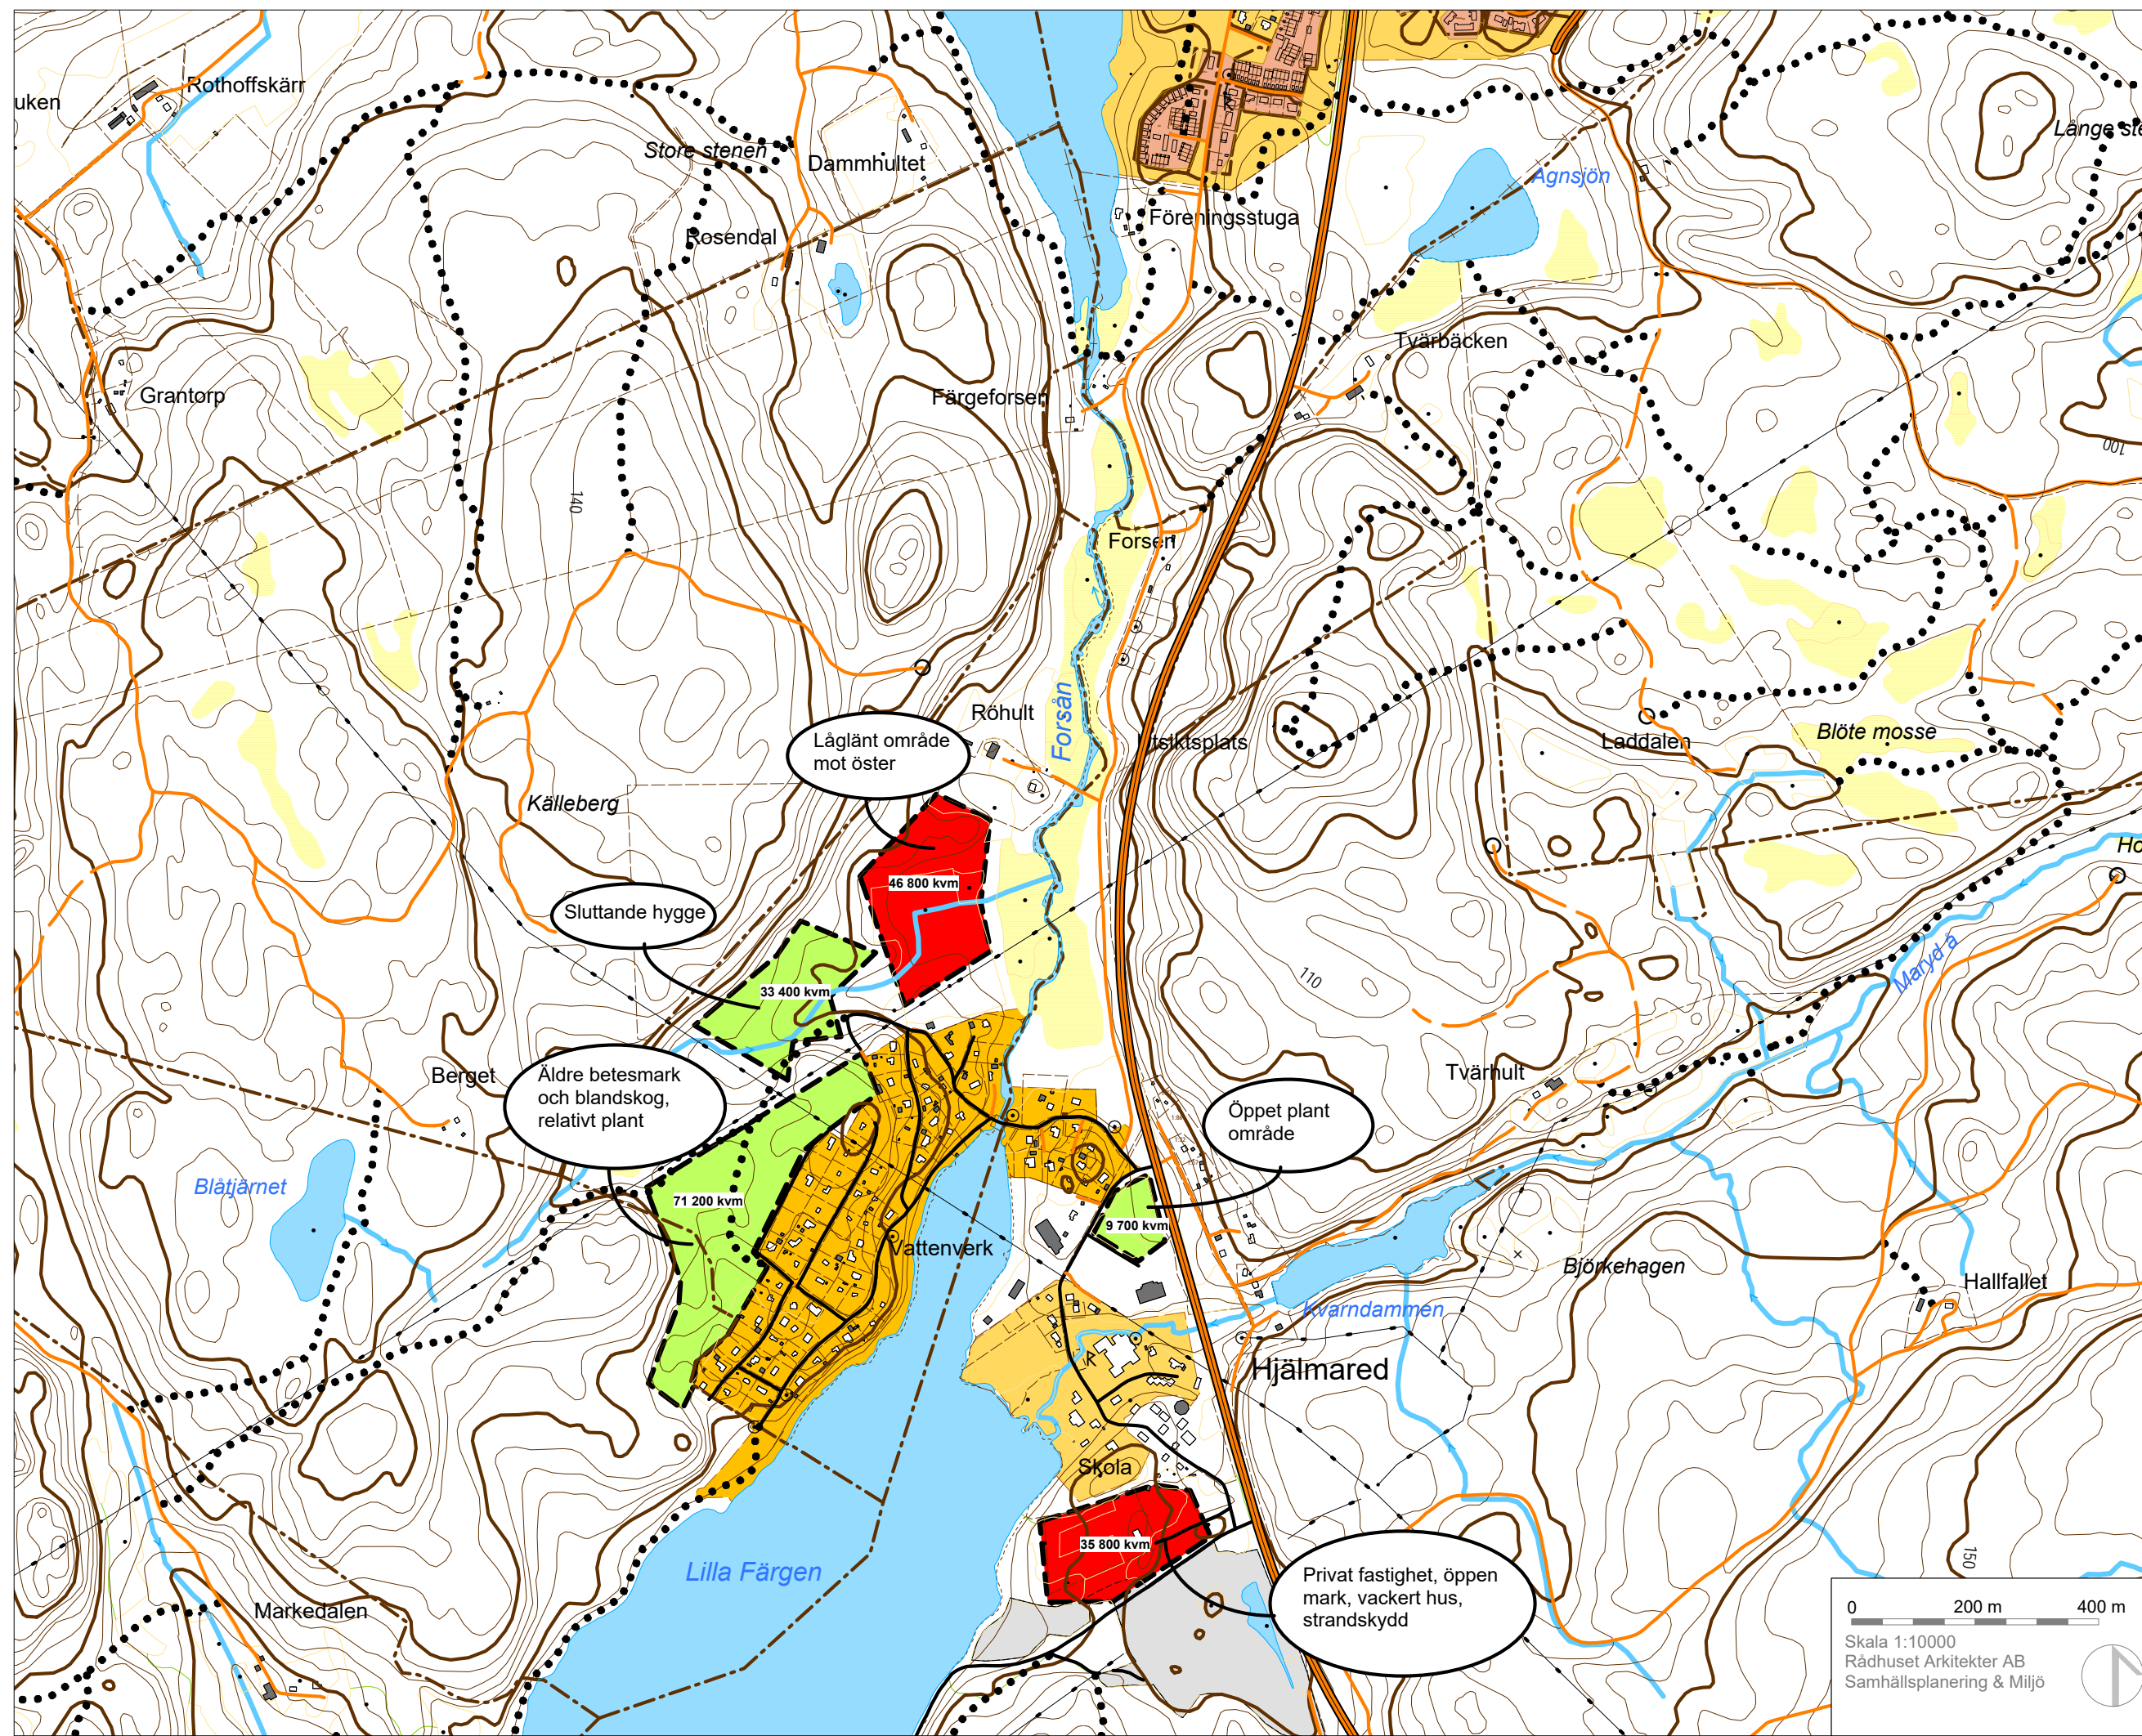 Rothoffskärr
uken
Store stenen
Dammhultet
Långe ste
Agnsjön
Föreningsstuga
Rosendal
Tvärbäcken
Grantorp
Färgeforsen
100
140
Forsen
Forsån
Röhult
Utsiktsplats
Laddalen
Blöte mosse
Låglänt område
mot öster
Källeberg
Ho
46 800 kvm
Sluttande hygge
Maryd å
110
33 400 kvm
Berget
Tvärhult
Äldre betesmark
och blandskog,
relativt plant
Öppet plant
område
Blåtjärnet
71 200 kvm
9 700 kvm
Vattenverk
Björkehagen
Hallfallet
Kvarndammen
k
Hjälmared
Skola
35 800 kvm
150
Lilla Färgen
Privat fastighet, öppen
mark, vackert hus,
strandskydd
Markedalen
0 200 m 400 m
Skala 1:10000
Rådhuset Arkitekter AB
Samhällsplanering & Miljö